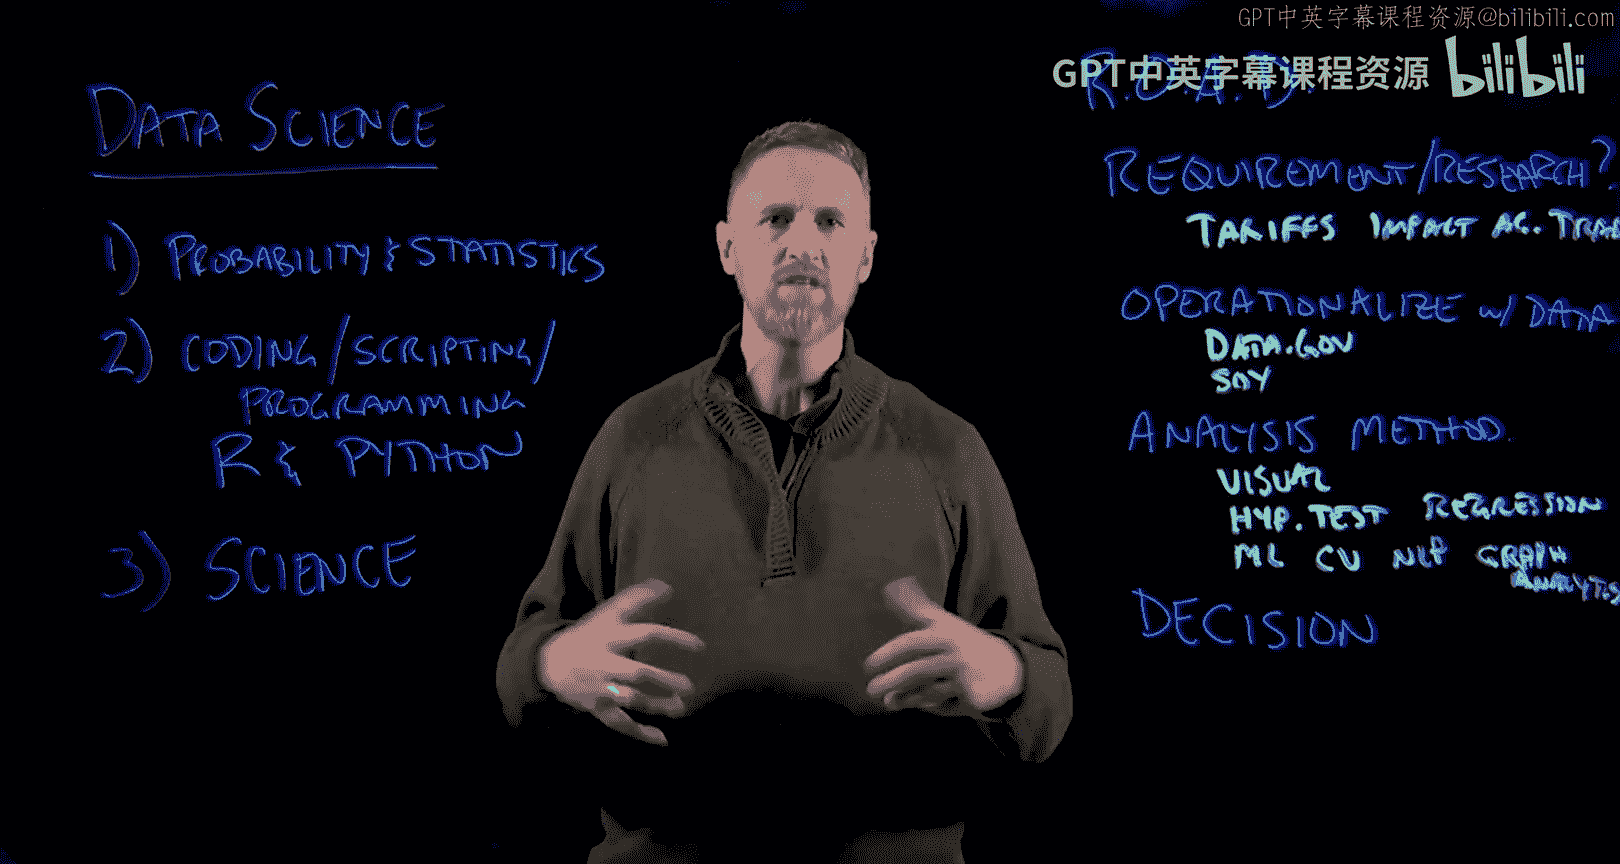 GPT中英字幕课程资源@bilibili.com
GPT中英字幕课程资源 bilibili
R.O.A.D.
DATA SCIENCE
1) PROBABILITY & STATISTICS
2) CODING/SCRIPTING/
PROGRAMMING
R & PYTHON
3) SCIENCE
REQUIREMENT/RESEARCH?
TARIFFS IMPACT AG. TRAD
OPERATIONALIZE W/ DATA
DATA.GOV
SOY
ANALYSIS METHOD.
VISUAL
HYP. TEST REGRESSION
ML CV NLP GRAPH
ANALYTICS
DECISION